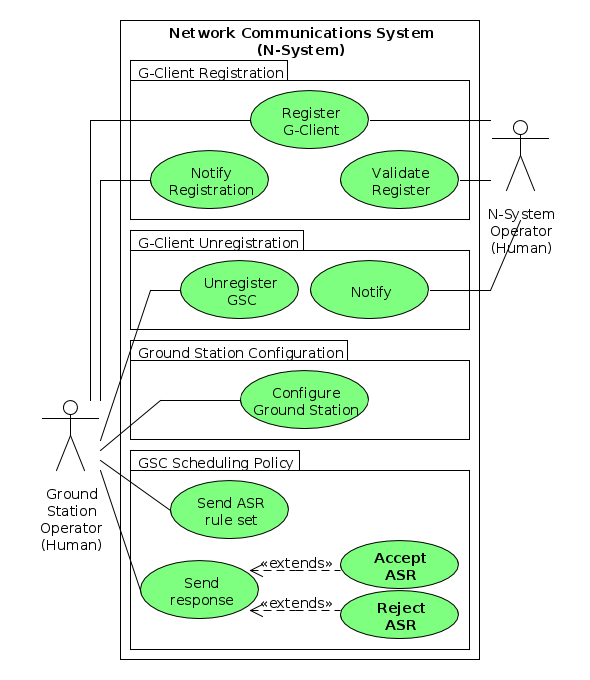 Network Communications System
(N-System)
G-Client Registration
Register
G-Client
Notify
Registration
Validate
Register
N-System
Operator
(Human)
G-Client Unregistration
Unregister
GSC
Notify
Ground Station Configuration
Configure
Ground Station
Ground
Station
Operator
(Human)
GSC Scheduling Policy
Send ASR
rule set
Send
response
«extends»
Accept
ASR
«extends»
Reject
ASR